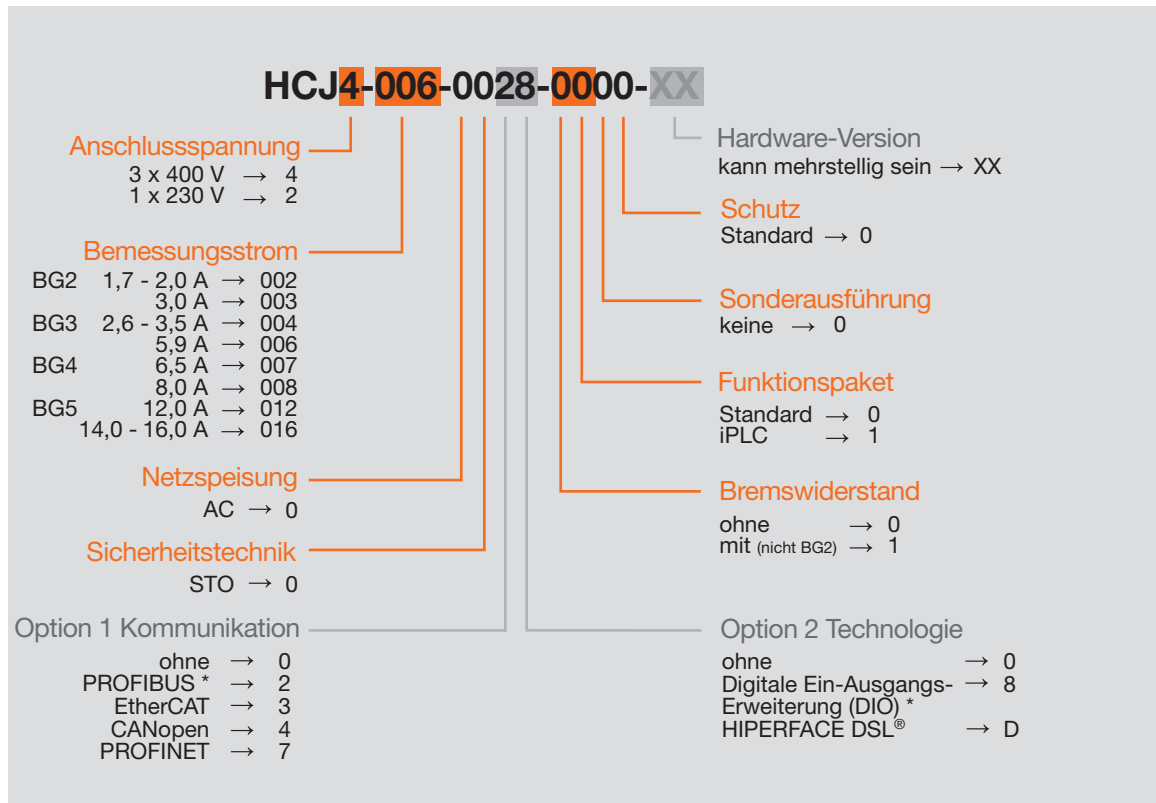 HCJ4-006-0028-0000-XX
Anschlussspannung
3 x 400 V → 4
1 x 230 V → 2
Bemessungsstrom
BG2 1,7 - 2,0 A → 002
3,0 A → 003
BG3 2,6 - 3,5 A → 004
5,9 A → 006
BG4 6,5 A → 007
8,0 A → 008
BG5 12,0 A → 012
14,0 - 16,0 A → 016
Netzspeisung
AC → 0
Sicherheitstechnik
STO → 0
Option 1 Kommunikation
ohne → 0
PROFIBUS * → 2
EtherCAT → 3
CANopen → 4
PROFINET → 7
Hardware-Version
kann mehrstellig sein → XX
Schutz
Standard → 0
Sonderausführung
keine → 0
Funktionspaket
Standard → 0
iPLC → 1
Bremswiderstand
ohne → 0
mit (nicht BG2) → 1
Option 2 Technologie
ohne → 0
Digitale Ein-Ausgangs- → 8
Erweiterung (DIO) *
HIPERFACE DSL® → D